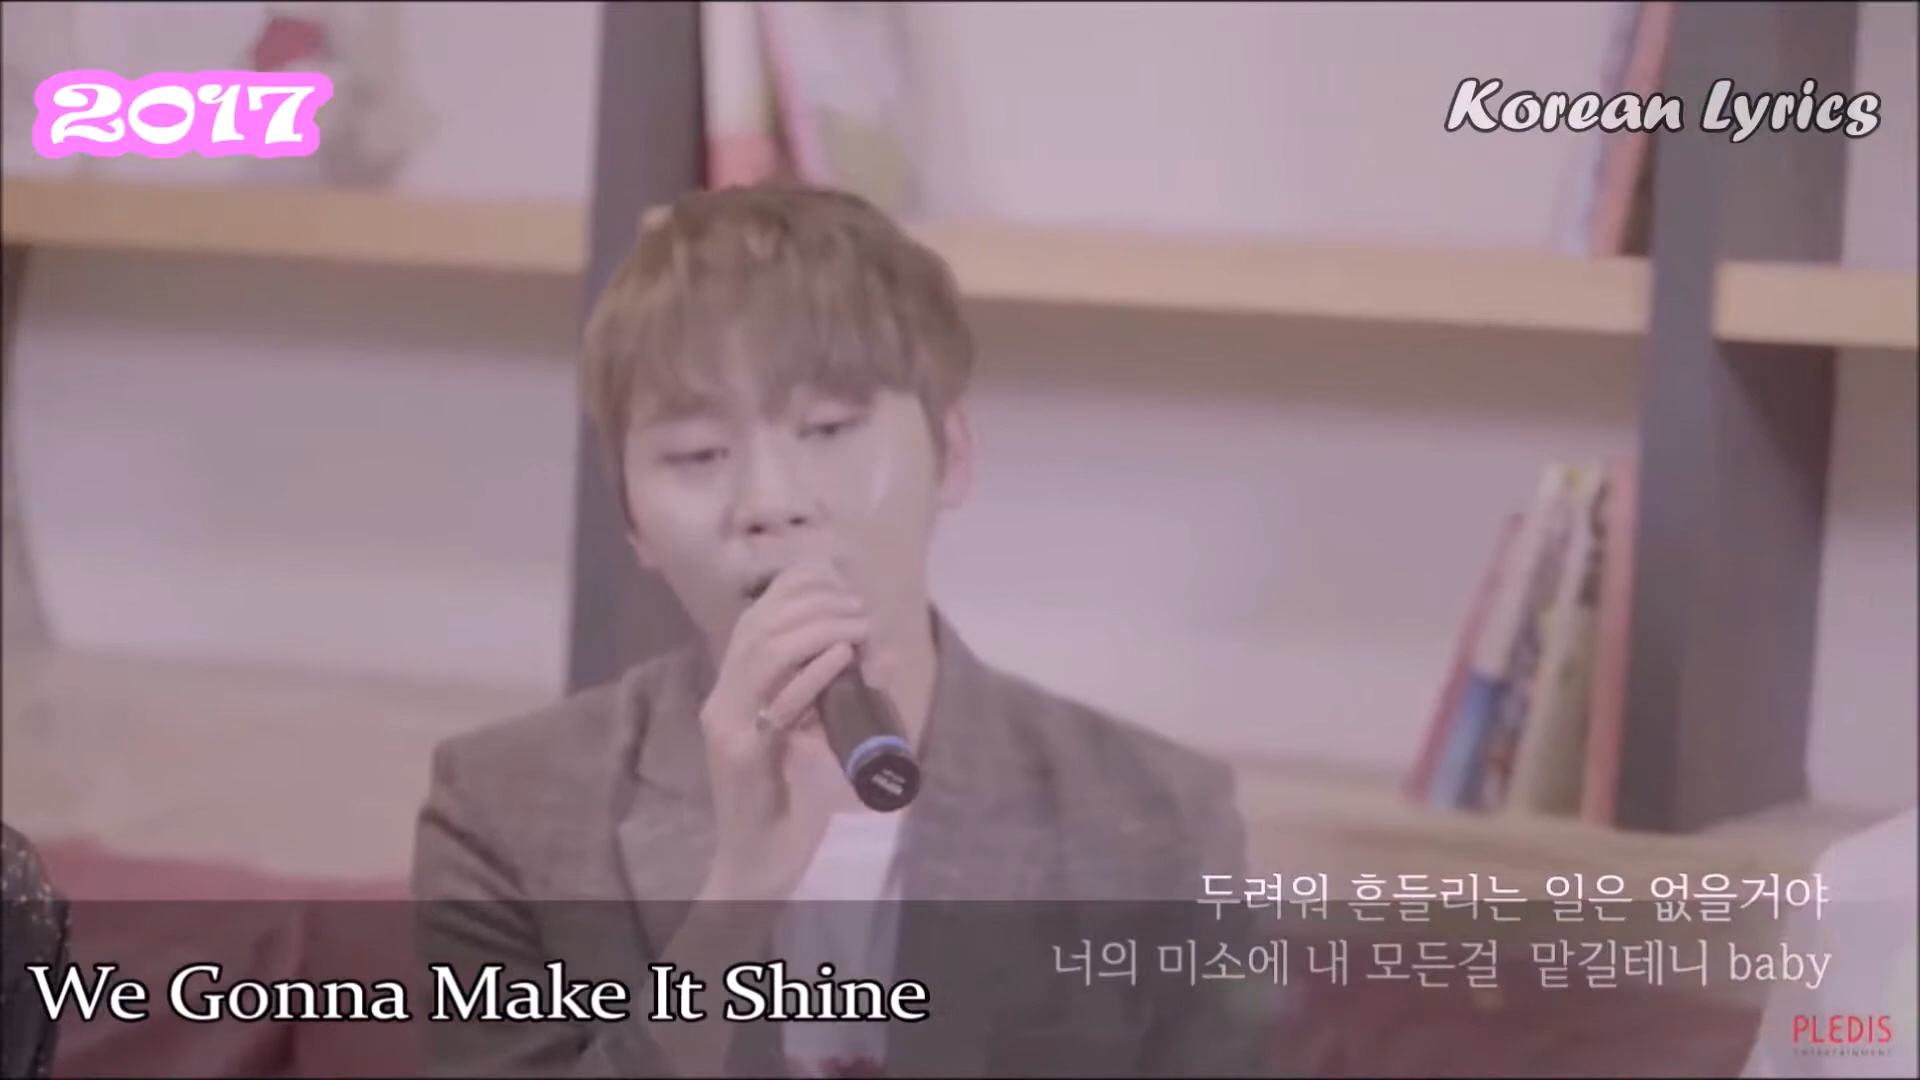 2017
Korean Lyrics
두려워 흔들리는 일은 없을거야
너의 미소에 내 모든걸 맡길테니 baby
We Gonna Make It Shine
PLEDIS
ENTERTAINMENT